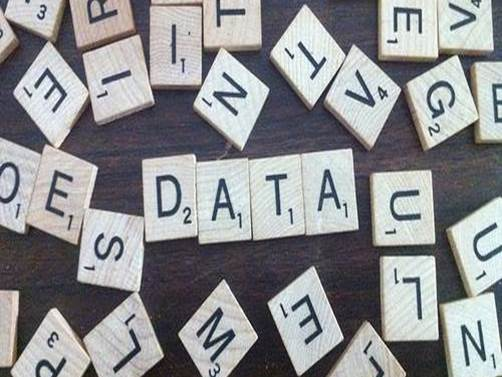 R I T E V
E I N T V G E
O E DATA U
S U
P L M E L N